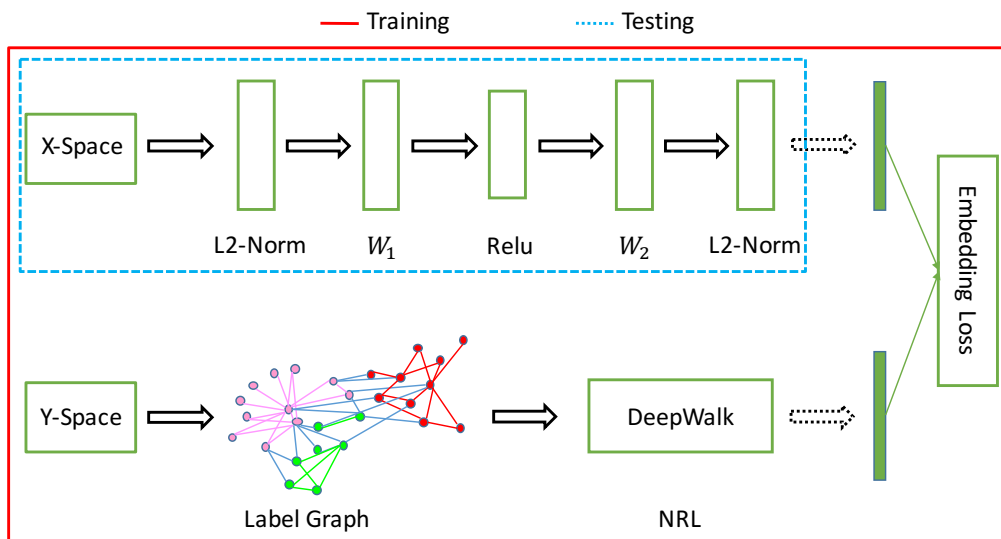 Training
Testing
X-Space
L2-Norm
W₁
Relu
W₂
L2-Norm
Embedding Loss
Y-Space
DeepWalk
Label Graph
NRL